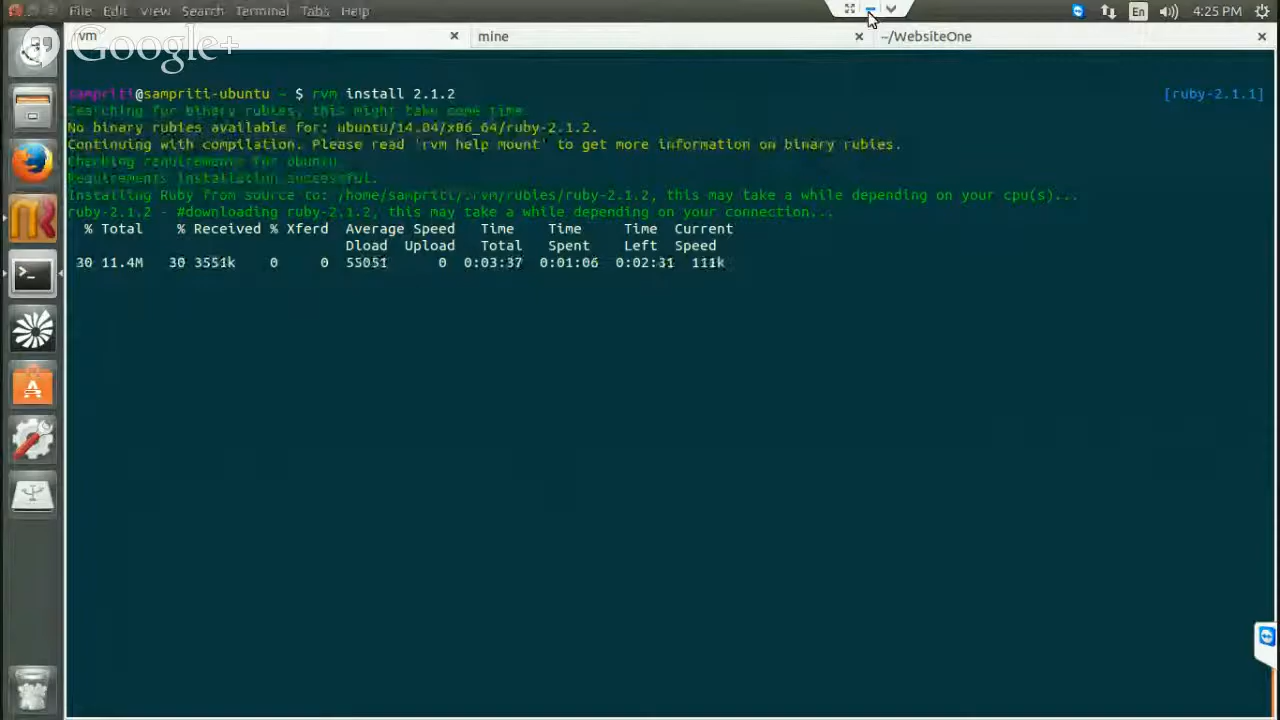 File Edit View Search Terminal Tabs Help
En
4:25 PM
Google+
vm
mine
~/WebsiteOne
sampriti@sampriti-ubuntu ~ $ rvm install 2.1.2 [ruby-2.1.1]
Searching for binary rubies, this might take some time.
No binary rubies available for: ubuntu/14.04/x86_64/ruby-2.1.2.
Continuing with compilation. Please read 'rvm help mount' to get more information on binary rubies.
Checking requirements for ubuntu.
Requirements installation successful.
Installing Ruby from source to: /home/sampriti/.rvm/rubies/ruby-2.1.2, this may take a while depending on your cpu(s)...
ruby-2.1.2 - #downloading ruby-2.1.2, this may take a while depending on your connection...
% Total % Received % Xferd Average Speed Time Time Time Current
Dload Upload Total Spent Left Speed
30 11.4M 30 3551k 0 0 55051 0 0:03:37 0:01:06 0:02:31 111k